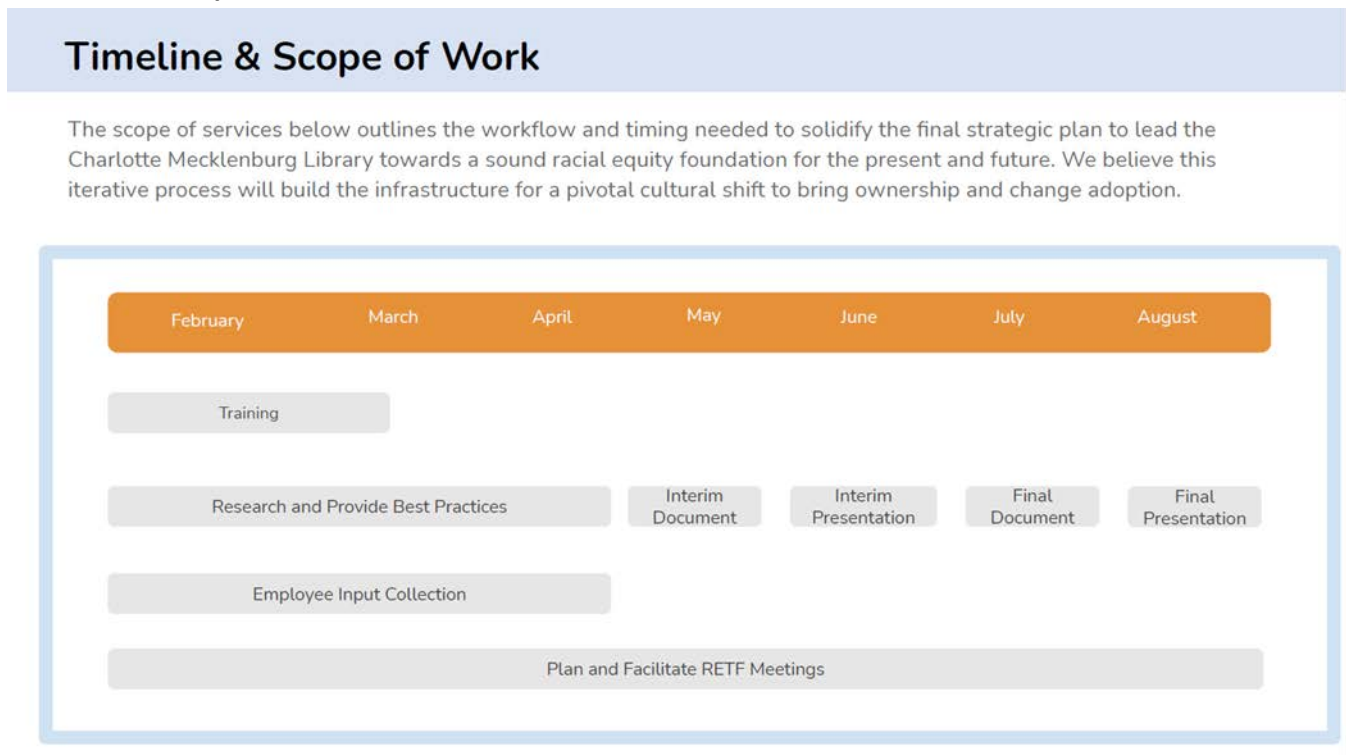 Timeline & Scope of Work
The scope of services below outlines the workflow and timing needed to solidify the final strategic plan to lead the
Charlotte Mecklenburg Library towards a sound racial equity foundation for the present and future. We believe this
iterative process will build the infrastructure for a pivotal cultural shift to bring ownership and change adoption.
February March April May June July August
Training
Research and Provide Best Practices
Interim
Document
Interim
Presentation
Final
Document
Final
Presentation
Employee Input Collection
Plan and Facilitate RETF Meetings